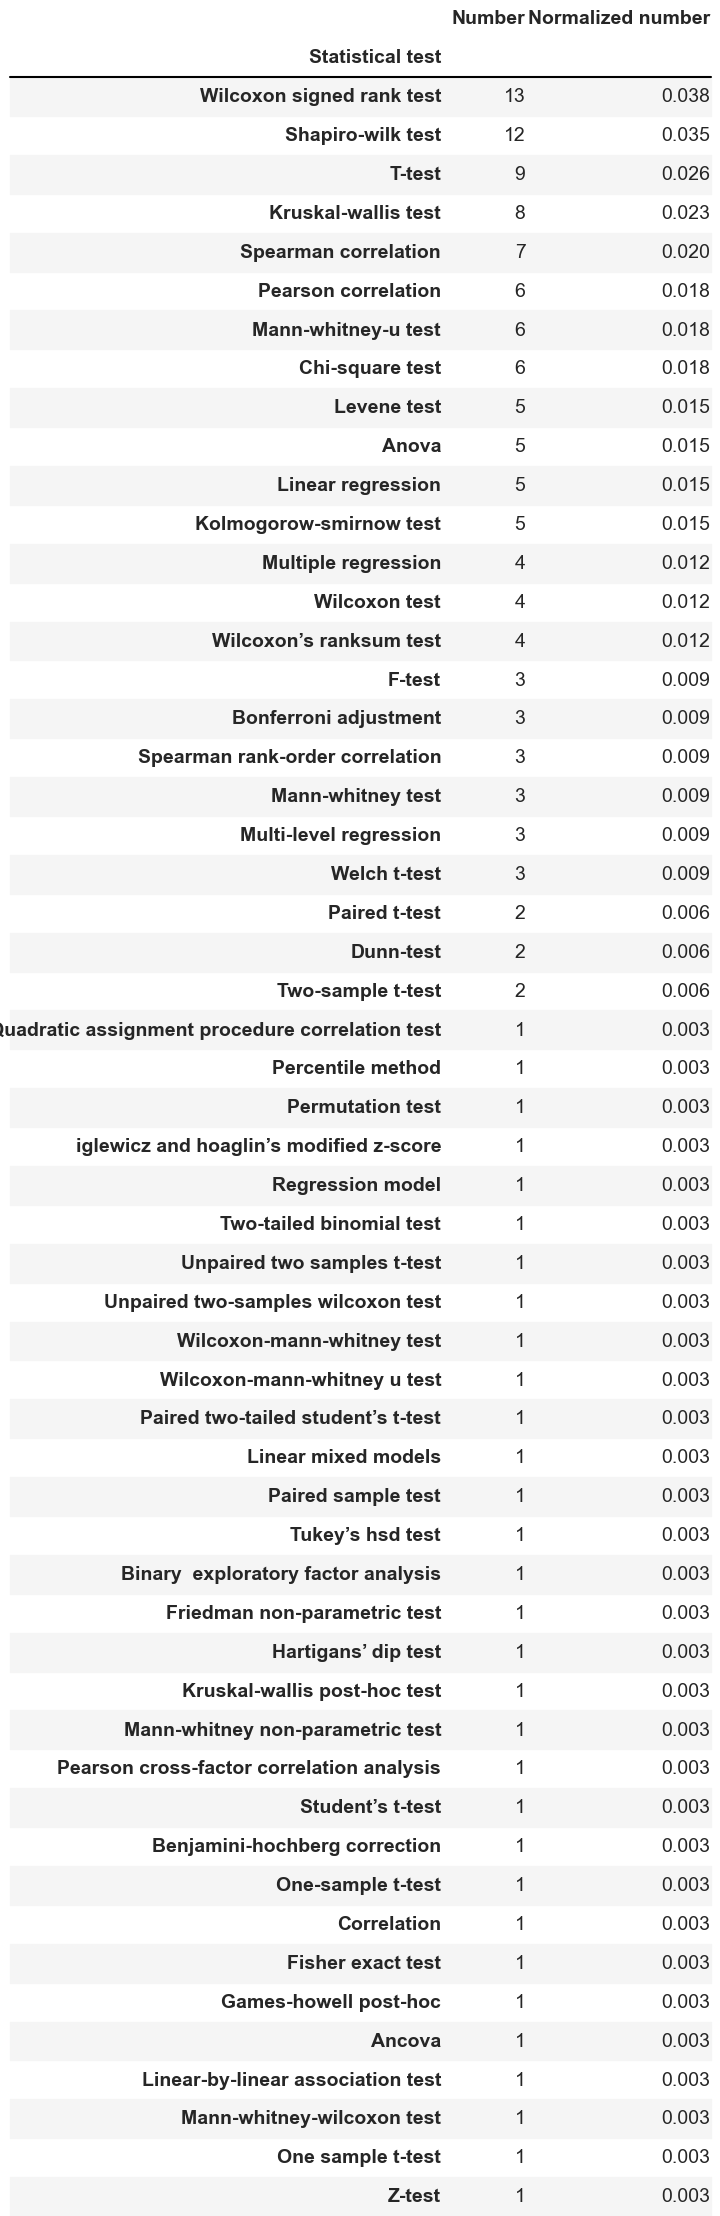 Number Normalized number
Statistical test
Wilcoxon signed rank test 13 0.038
Shapiro-wilk test 12 0.035
T-test 9 0.026
Kruskal-wallis test 8 0.023
Spearman correlation 7 0.020
Pearson correlation 6 0.018
Mann-whitney-u test 6 0.018
Chi-square test 6 0.018
Levene test 5 0.015
Anova 5 0.015
Linear regression 5 0.015
Kolmogorow-smirnow test 5 0.015
Multiple regression 4 0.012
Wilcoxon test 4 0.012
Wilcoxon’s ranksum test 4 0.012
F-test 3 0.009
Bonferroni adjustment 3 0.009
Spearman rank-order correlation 3 0.009
Mann-whitney test 3 0.009
Multi-level regression 3 0.009
Welch t-test 3 0.009
Paired t-test 2 0.006
Dunn-test 2 0.006
Two-sample t-test 2 0.006
Quadratic assignment procedure correlation test 1 0.003
Percentile method 1 0.003
Permutation test 1 0.003
iglewicz and hoaglin’s modified z-score 1 0.003
Regression model 1 0.003
Two-tailed binomial test 1 0.003
Unpaired two samples t-test 1 0.003
Unpaired two-samples wilcoxon test 1 0.003
Wilcoxon-mann-whitney test 1 0.003
Wilcoxon-mann-whitney u test 1 0.003
Paired two-tailed student’s t-test 1 0.003
Linear mixed models 1 0.003
Paired sample test 1 0.003
Tukey’s hsd test 1 0.003
Binary  exploratory factor analysis 1 0.003
Friedman non-parametric test 1 0.003
Hartigans’ dip test 1 0.003
Kruskal-wallis post-hoc test 1 0.003
Mann-whitney non-parametric test 1 0.003
Pearson cross-factor correlation analysis 1 0.003
Student’s t-test 1 0.003
Benjamini-hochberg correction 1 0.003
One-sample t-test 1 0.003
Correlation 1 0.003
Fisher exact test 1 0.003
Games-howell post-hoc 1 0.003
Ancova 1 0.003
Linear-by-linear association test 1 0.003
Mann-whitney-wilcoxon test 1 0.003
One sample t-test 1 0.003
Z-test 1 0.003